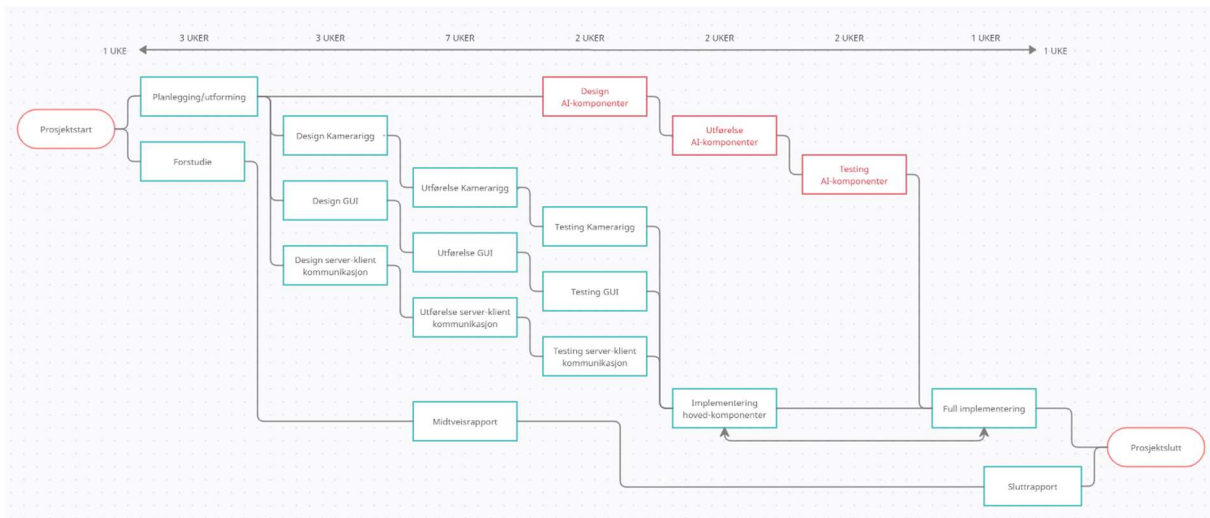 3 UKER
3 UKER
7 UKER
2 UKER
2 UKER
2 UKER
1 UKER
1 UKE
1 UKE
Prosjektstart
Planlegging/utforming
Forstudie
Design Kamerarigg
Design GUI
Design server-klient
kommunikasjon
Utførelse Kamerarigg
Utførelse GUI
Utførelse server-klient
kommunikasjon
Midtveisrapport
Design
AI-komponenter
Testing Kamerarigg
Testing GUI
Testing server-klient
kommunikasjon
Utførelse
AI-komponenter
Implementering
hoved-komponenter
Testing
AI-komponenter
Full implementering
Sluttrapport
Prosjektslutt